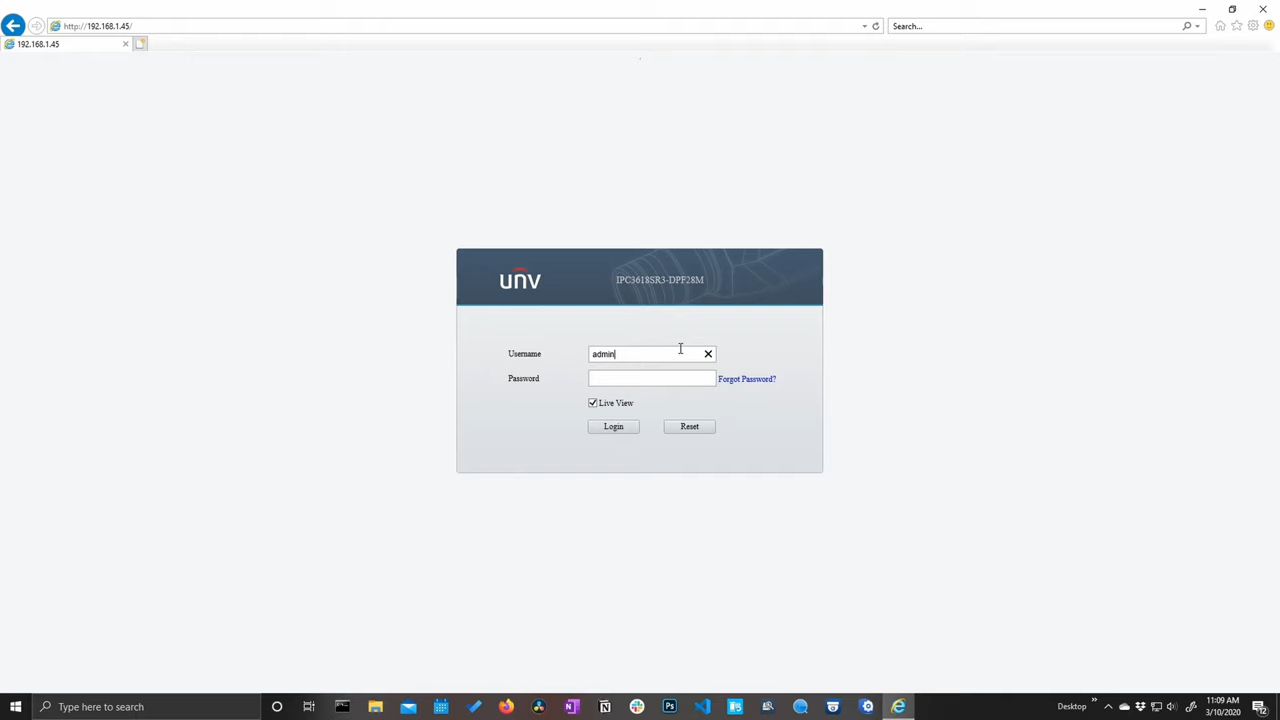 http://192.168.1.45/
Search...
192.168.1.45
unv
IPC3618SR3-DPF28M
Username
admin
Password
Forgot Password?
Live View
Login
Reset
Type here to search
Desktop
11:09 AM
3/10/2020
12